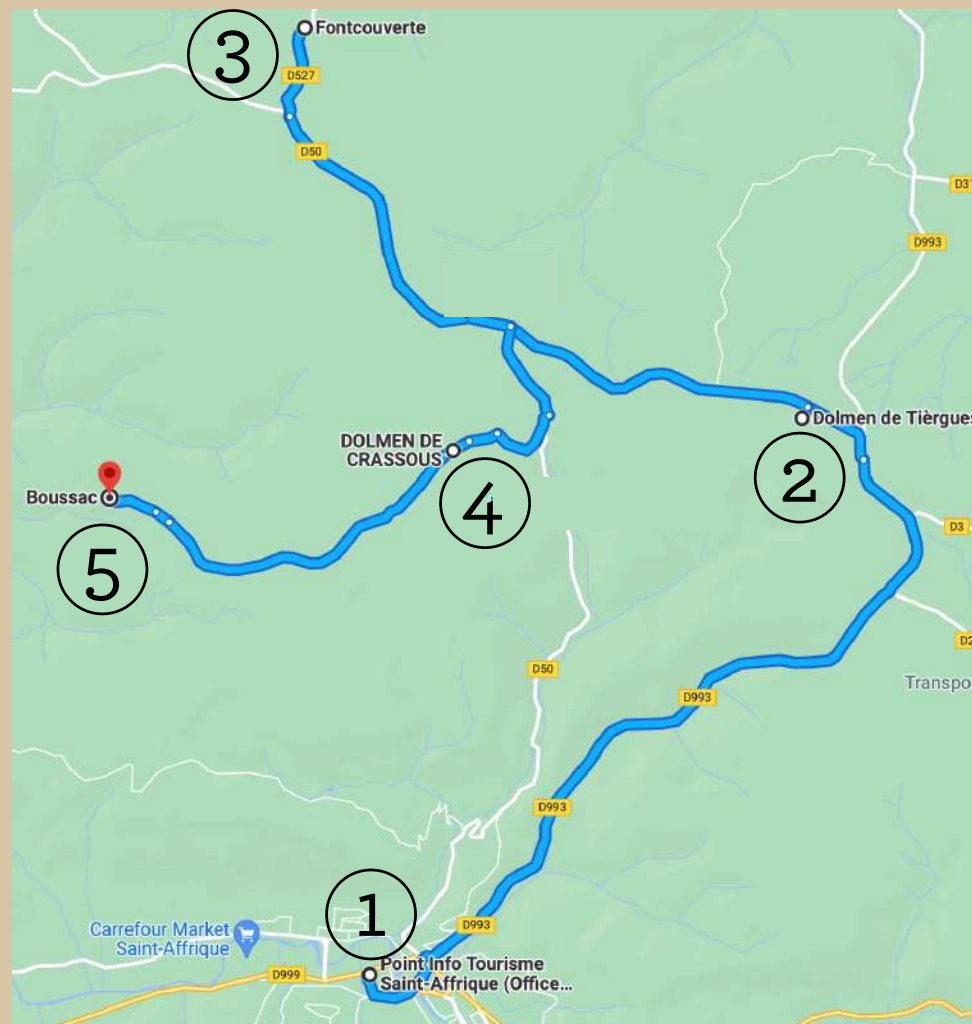 Fontcouverte
3
D527
D50
D31
D993
DOLMEN DE
CRASSOUS
4
Dolmen de Tièrgues
2
Boussac
5
D3
D2
D50
Transpo
D993
D993
1
D993
Carrefour Market
Saint-Affrique
Point Info Tourisme
Saint-Affrique (Office...
D999